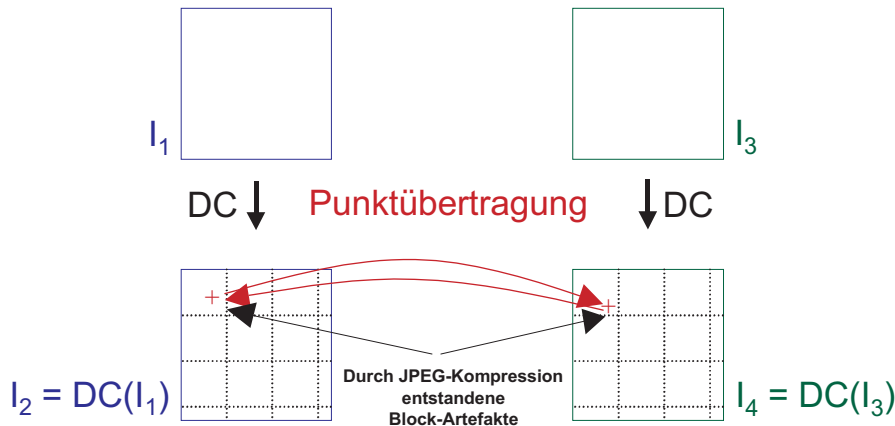 I₁
I₃
DC
Punktübertragung
DC
Durch JPEG-Kompression
entstandene
Block-Artefakte
I₂ = DC(I₁)
I₄ = DC(I₃)